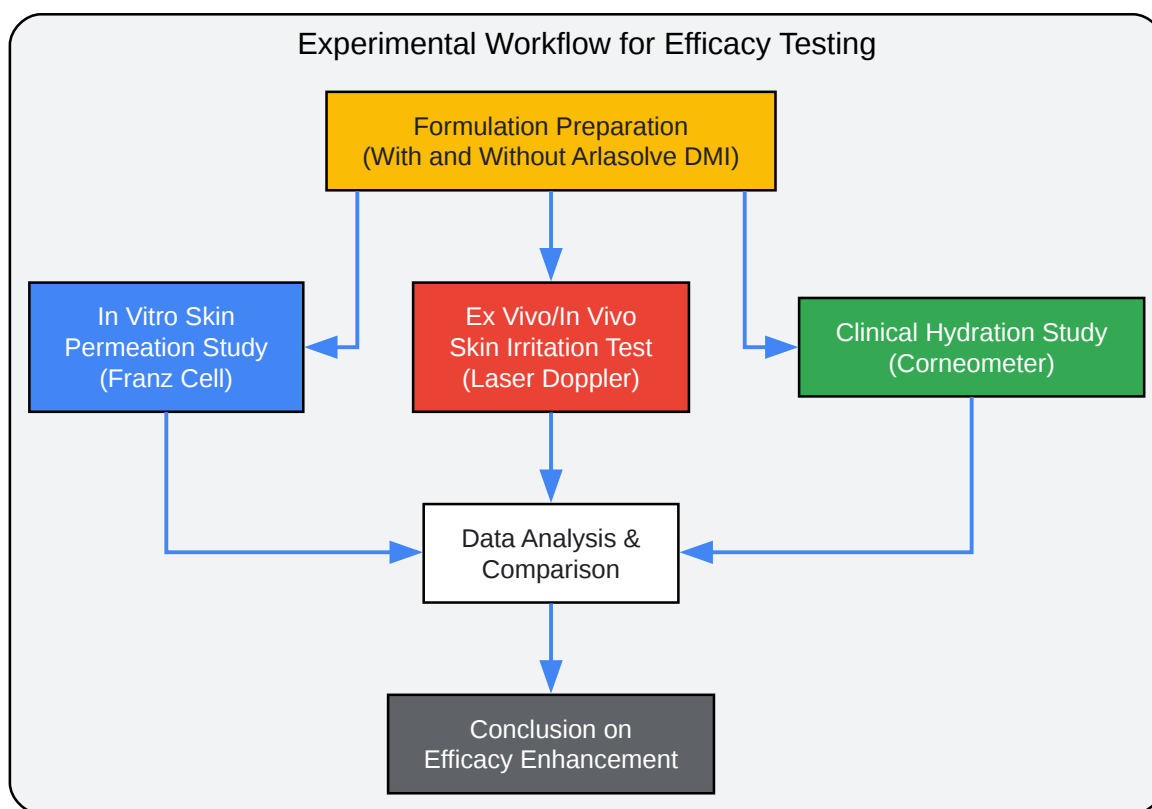 Experimental Workflow for Efficacy Testing
Formulation Preparation
(With and Without Arlasolve DMI)
In Vitro Skin
Permeation Study
(Franz Cell)
Ex Vivo/In Vivo
Skin Irritation Test
(Laser Doppler)
Clinical Hydration Study
(Corneometer)
Data Analysis &
Comparison
Conclusion on
Efficacy Enhancement